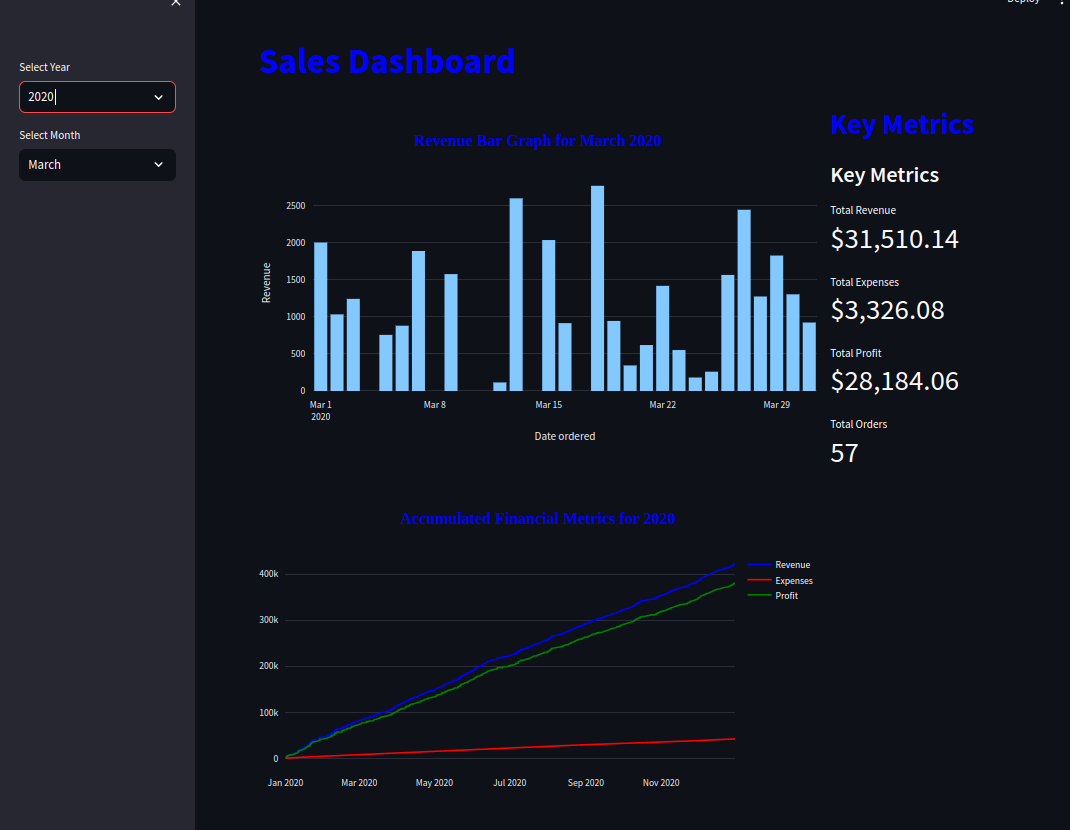 Deploy
Select Year
2020
Select Month
March
Sales Dashboard
Revenue Bar Graph for March 2020
2500
2000
1500
1000
500
0
Revenue
Mar 1
2020
Mar 8
Mar 15
Mar 22
Mar 29
Date ordered
Key Metrics
Key Metrics
Total Revenue
$31,510.14
Total Expenses
$3,326.08
Total Profit
$28,184.06
Total Orders
57
Accumulated Financial Metrics for 2020
400k
300k
200k
100k
0
Jan 2020
Mar 2020
May 2020
Jul 2020
Sep 2020
Nov 2020
Revenue
Expenses
Profit